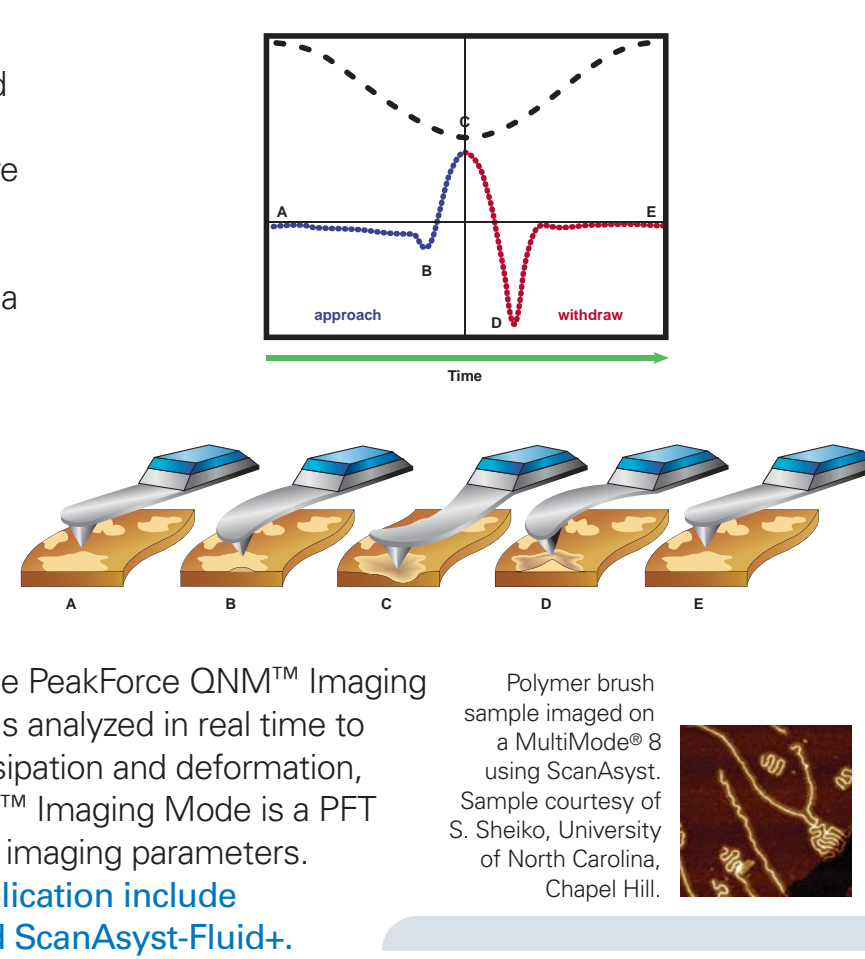 d
re
a
C
A
E
B
D
approach
withdraw
Time
A
B
C
D
E
e PeakForce QNM™ Imaging
s analyzed in real time to
sipation and deformation,
™ Imaging Mode is a PFT
imaging parameters.
plication include
d ScanAsyst-Fluid+.
Polymer brush
sample imaged on
a MultiMode® 8
using ScanAsyst.
Sample courtesy of
S. Sheiko, University
of North Carolina,
Chapel Hill.